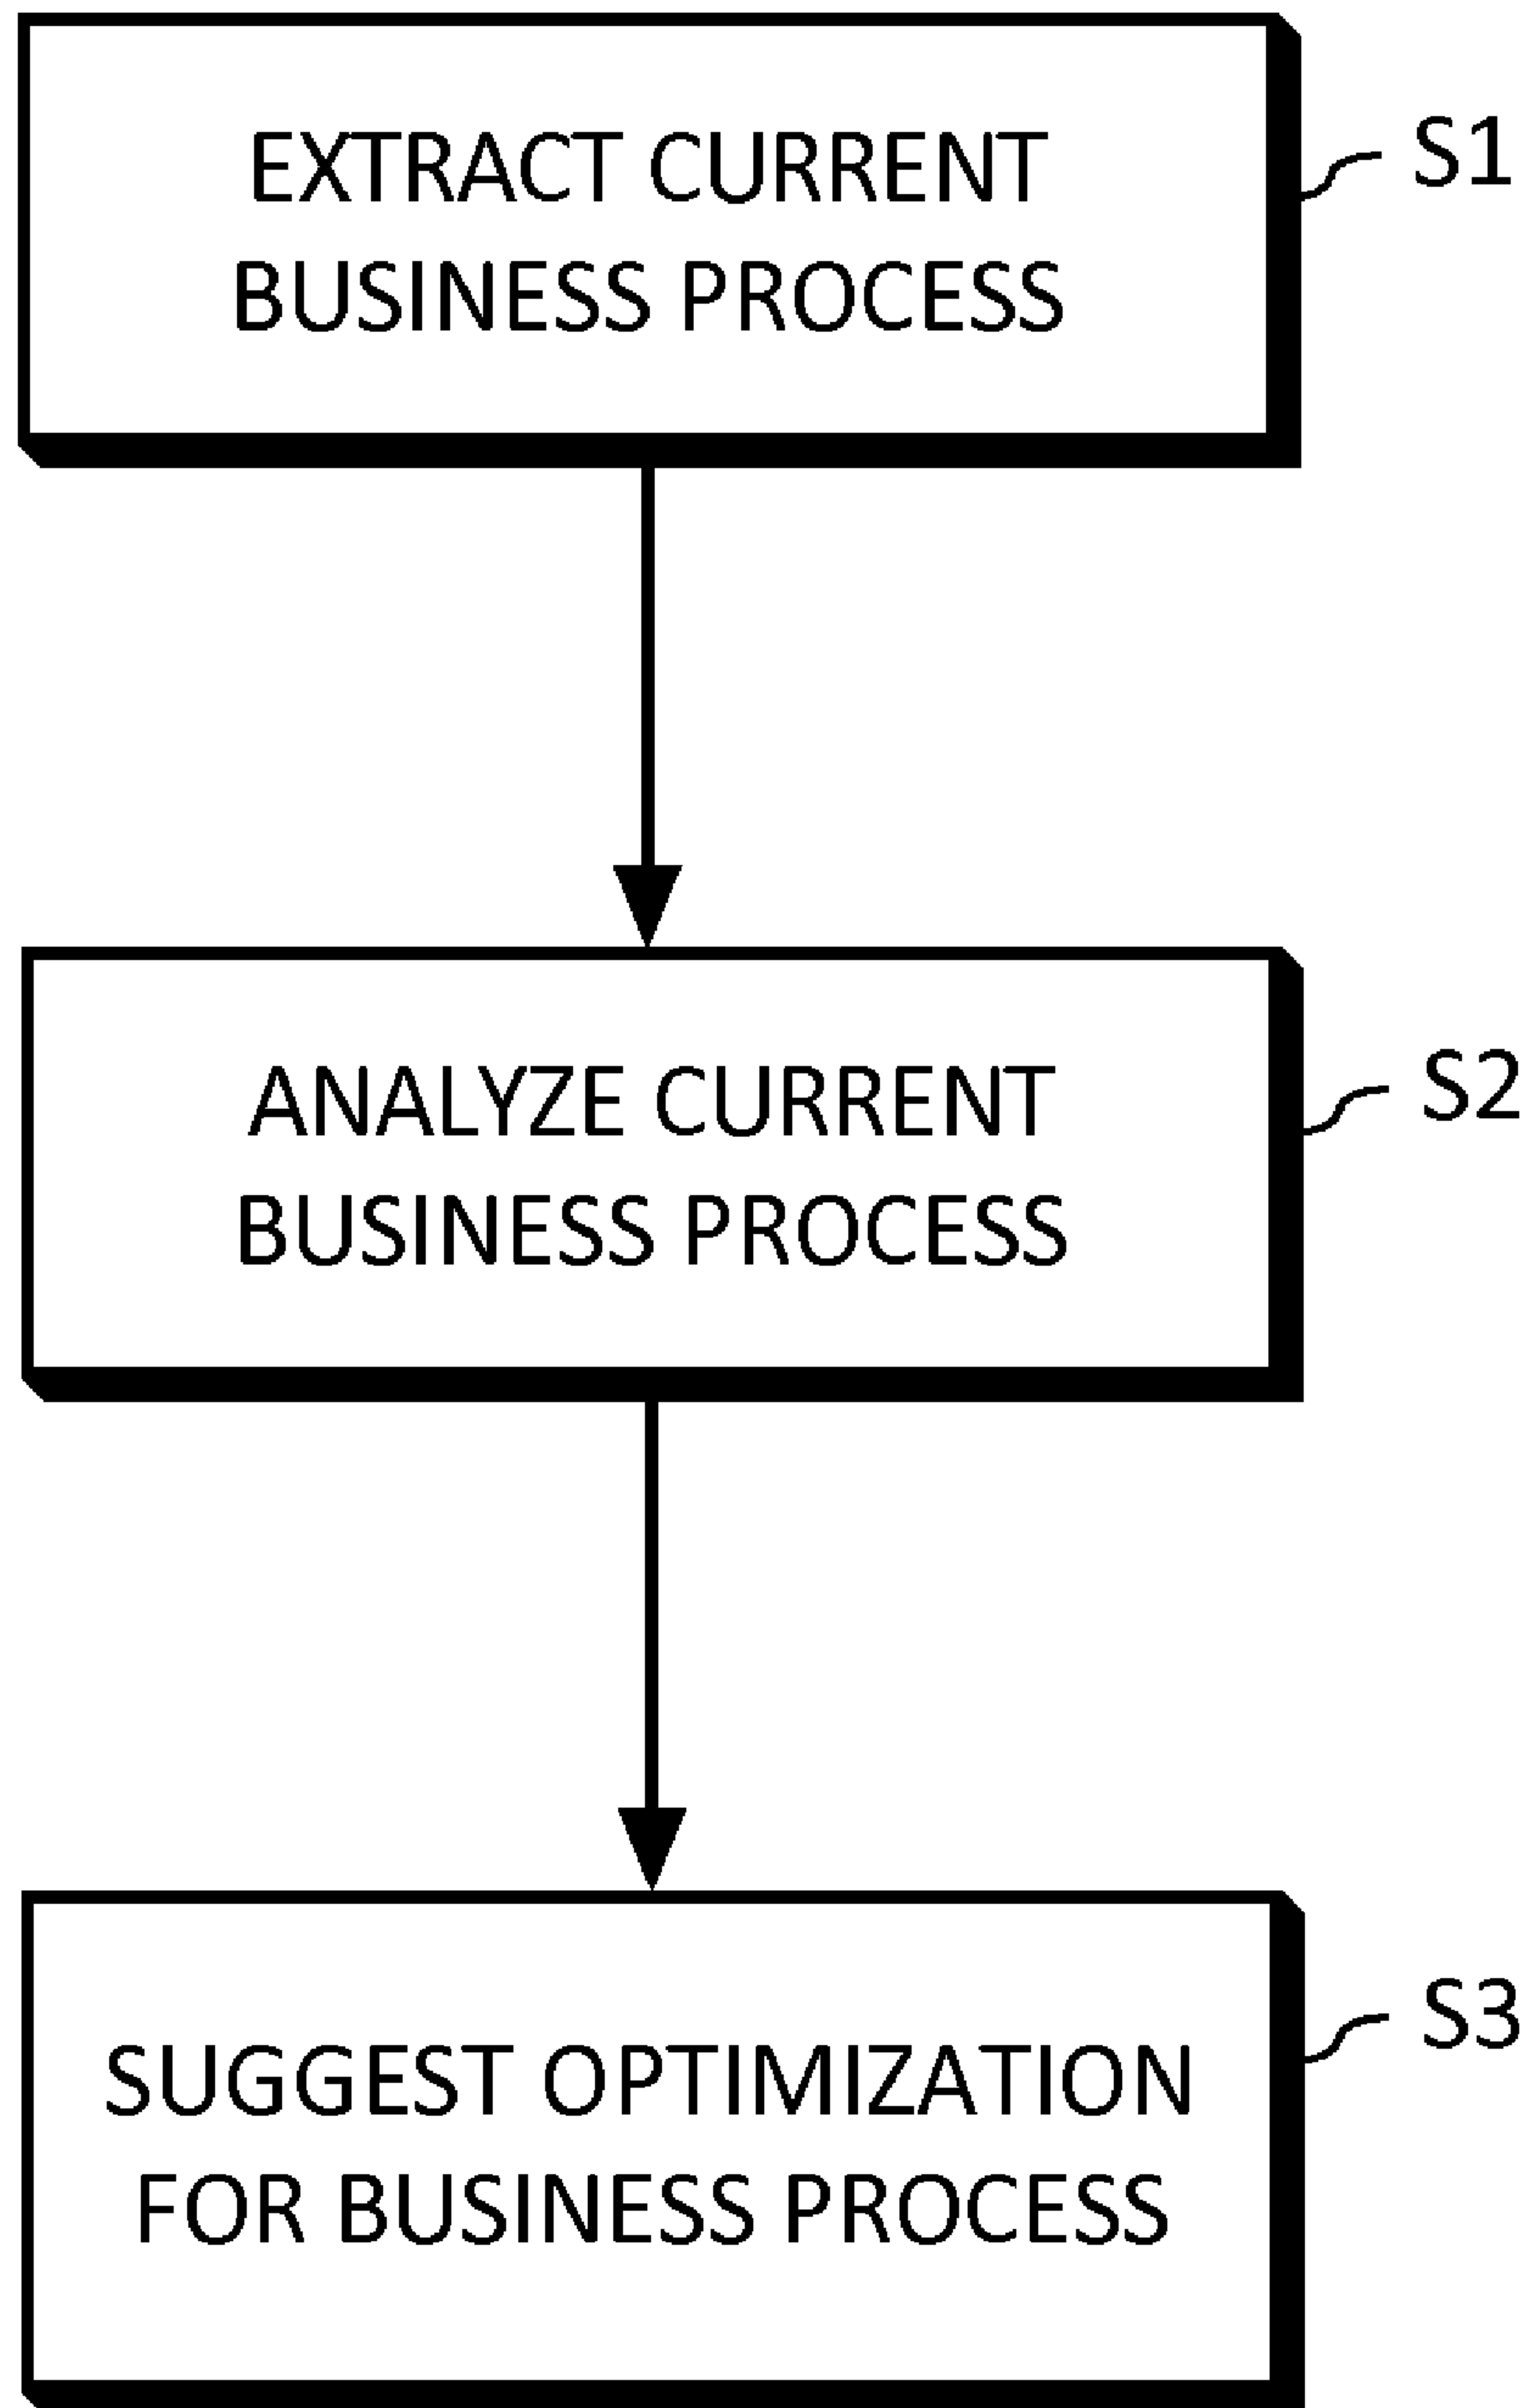 EXTRACT CURRENT
BUSINESS PROCESS
S1
ANALYZE CURRENT
BUSINESS PROCESS
S2
SUGGEST OPTIMIZATION
FOR BUSINESS PROCESS
S3